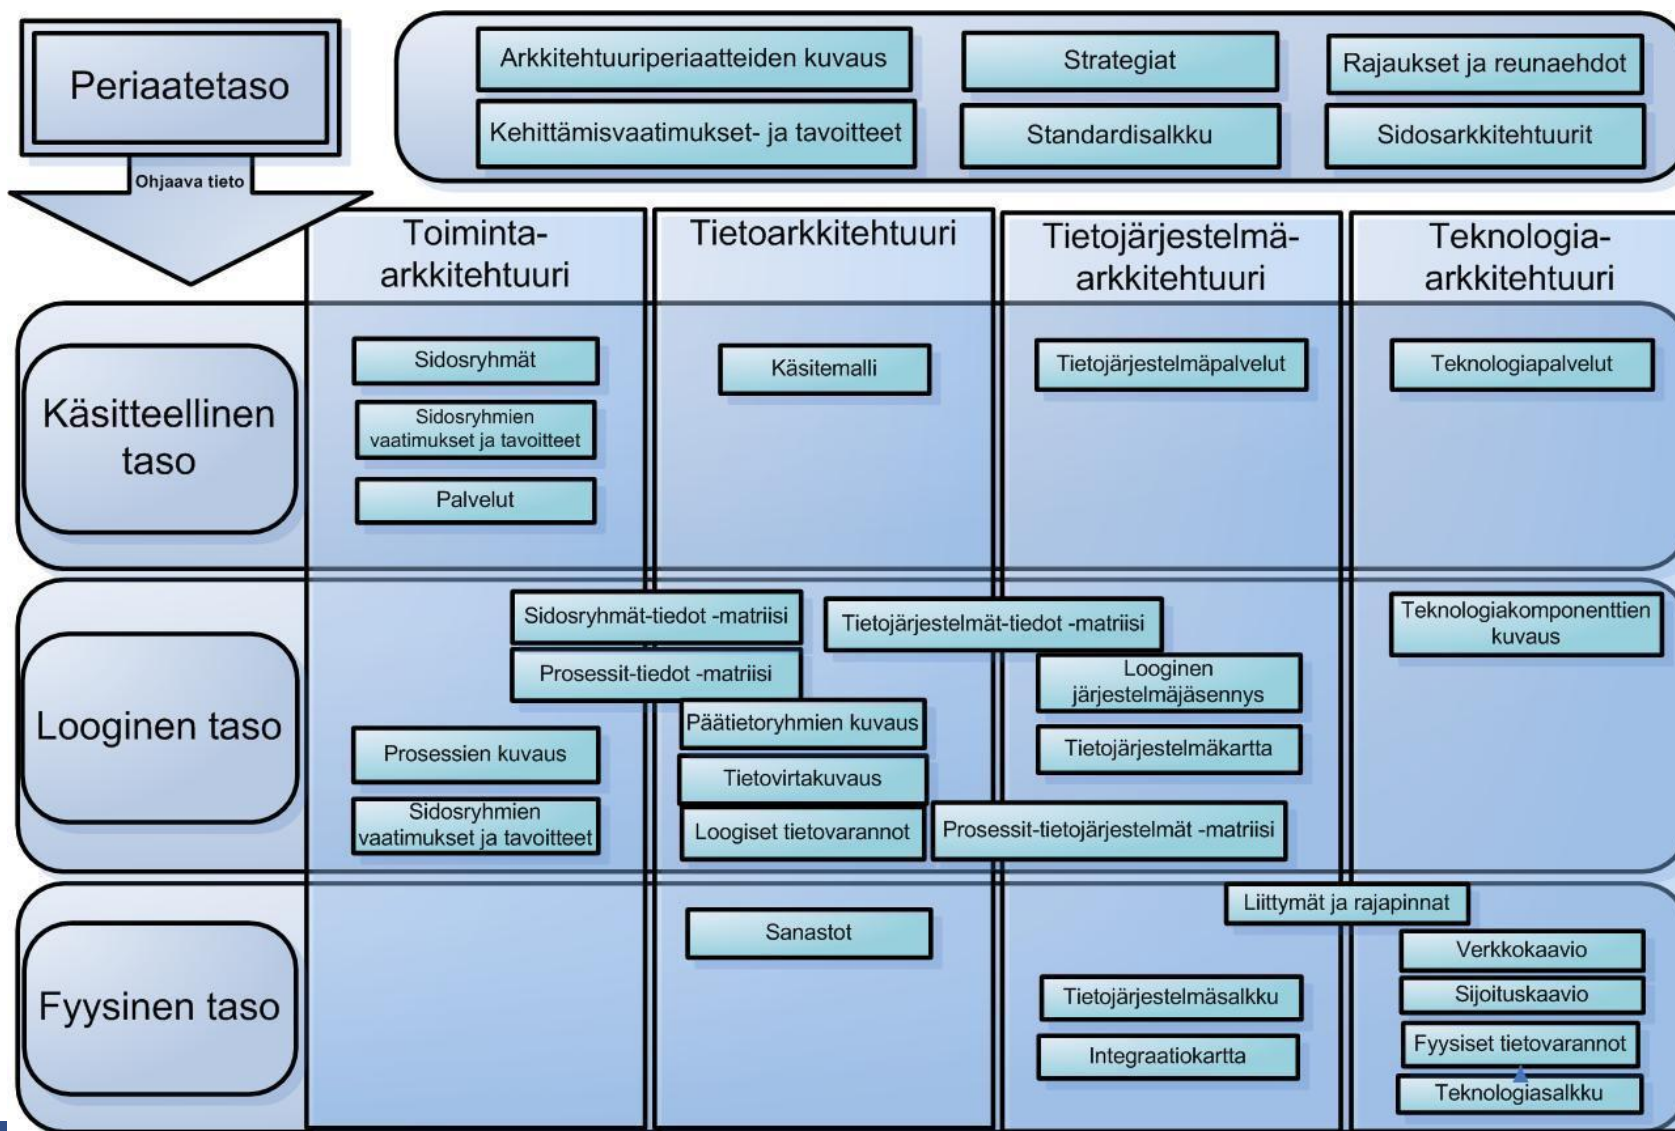 Periaatetaso
Ohjaava tieto
Arkkitehtuuriperiaatteiden kuvaus
Strategiat
Rajaukset ja reunaehdot
Kehittämisvaatimukset- ja tavoitteet
Standardisalkku
Sidosarkkitehtuurit
Toiminta-
arkkitehtuuri
Tietoarkkitehtuuri
Tietojärjestelmä-
arkkitehtuuri
Teknologia-
arkkitehtuuri
Käsitteellinen
taso
Sidosryhmät
Sidosryhmien
vaatimukset ja tavoitteet
Palvelut
Käsitemalli
Tietojärjestelmäpalvelut
Teknologiapalvelut
Looginen taso
Sidosryhmät-tiedot -matriisi
Prosessit-tiedot -matriisi
Prosessien kuvaus
Sidosryhmien
vaatimukset ja tavoitteet
Päätietoryhmien kuvaus
Tietovirtakuvaus
Loogiset tietovarannot
Tietojärjestelmät-tiedot -matriisi
Looginen
järjestelmäjäsennys
Tietojärjestelmäkartta
Prosessit-tietojärjestelmät -matriisi
Teknologiakomponenttien
kuvaus
Fyysinen taso
Sanastot
Liittymät ja rajapinnat
Tietojärjestelmäsalkku
Integraatiokartta
Verkkokaavio
Sijoituskaavio
Fyysiset tietovarannot
Teknologiasalkku